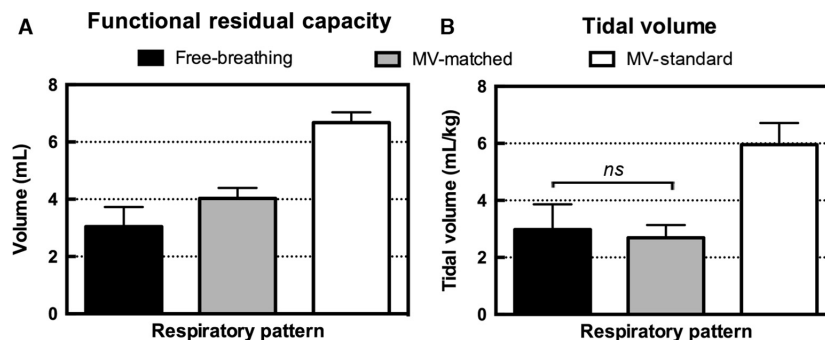 A Functional residual capacity
B Tidal volume
Free-breathing MV-matched MV-standard
8
6
4
2
0
Volume (mL)
Respiratory pattern
8
6
4
2
0
Tidal volume (mL/kg)
ns
Respiratory pattern